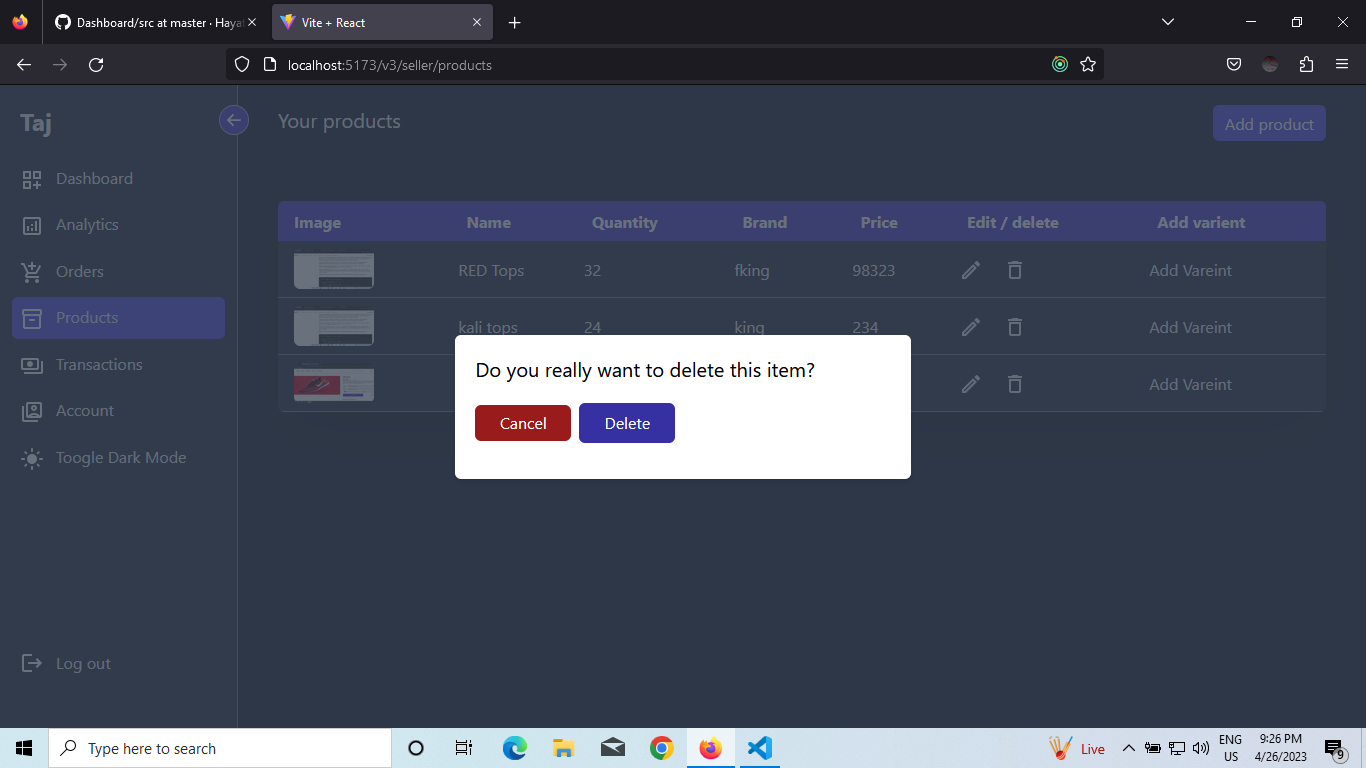 Dashboard/src at master · Haya
Vite + React
localhost:5173/v3/seller/products
Taj
Your products
Add product
Dashboard
Analytics
Orders
Products
Transactions
Account
Toogle Dark Mode
Log out
Image Name Quantity Brand Price Edit / delete Add varient
RED Tops 32 fking 98323 Add Vareint
kali tops 24 king 234 Add Vareint
Add Vareint
Do you really want to delete this item?
Cancel Delete
Type here to search
Live
ENG
US
9:26 PM
4/26/2023
9